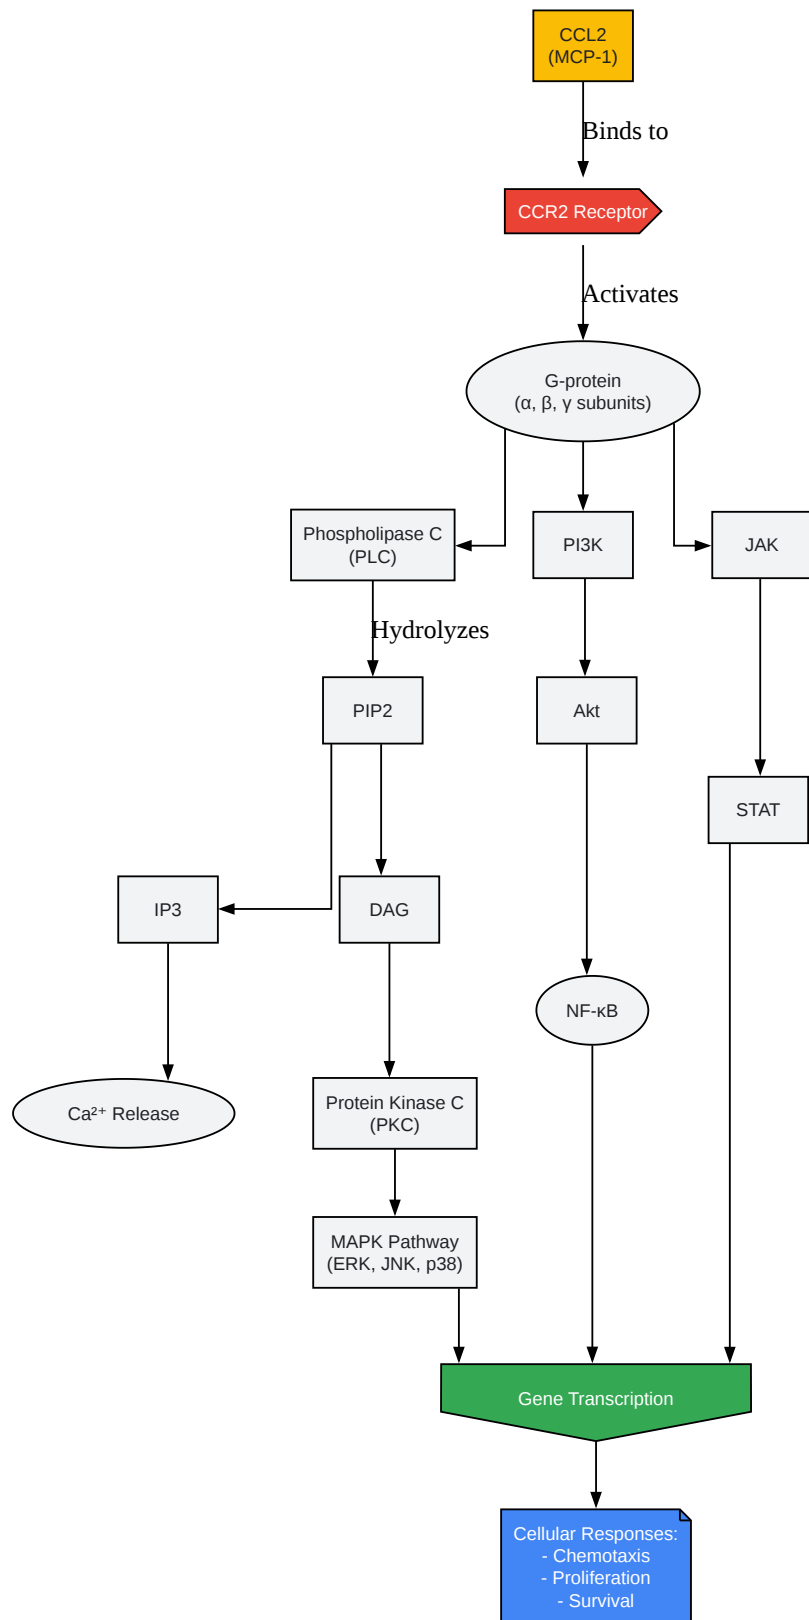 CCL2
(MCP-1)
Binds to
CCR2 Receptor
Activates
G-protein
(α, β, γ subunits)
Phospholipase C
(PLC)
PI3K
JAK
Hydrolyzes
PIP2
Akt
STAT
IP3
DAG
NF-κB
Ca²⁺ Release
Protein Kinase C
(PKC)
MAPK Pathway
(ERK, JNK, p38)
Gene Transcription
Cellular Responses:
- Chemotaxis
- Proliferation
- Survival